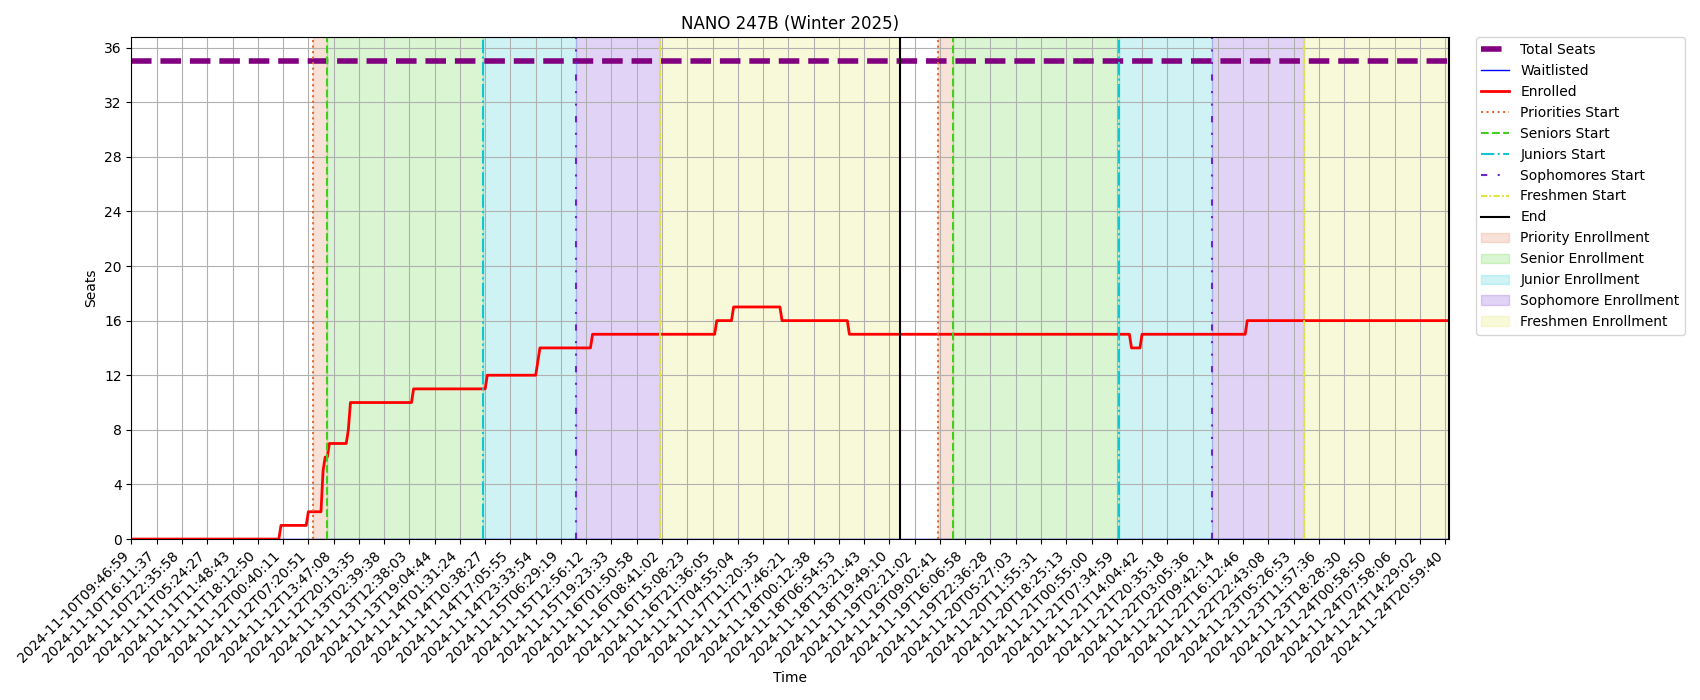 NANO 247B (Winter 2025)
Seats
36
32
28
24
20
16
12
8
4
0
2024-11-10T09:46:59
2024-11-10T16:11:37
2024-11-10T22:35:58
2024-11-11T05:24:27
2024-11-11T11:48:43
2024-11-11T18:12:50
2024-11-12T00:40:11
2024-11-12T07:20:51
2024-11-12T13:47:08
2024-11-12T20:13:35
2024-11-13T02:39:38
2024-11-13T12:38:03
2024-11-13T19:04:44
2024-11-14T01:31:24
2024-11-14T10:38:27
2024-11-14T17:05:55
2024-11-14T23:33:54
2024-11-15T06:29:19
2024-11-15T12:56:12
2024-11-15T19:23:33
2024-11-16T01:50:58
2024-11-16T08:41:02
2024-11-16T15:08:23
2024-11-16T21:36:05
2024-11-17T04:55:04
2024-11-17T11:20:35
2024-11-17T17:46:21
2024-11-18T00:12:38
2024-11-18T06:54:53
2024-11-18T13:21:43
2024-11-18T19:49:10
2024-11-19T02:21:02
2024-11-19T09:02:41
2024-11-19T16:06:58
2024-11-19T22:36:28
2024-11-20T05:27:03
2024-11-20T11:55:31
2024-11-20T18:25:13
2024-11-21T00:55:00
2024-11-21T07:34:59
2024-11-21T14:04:42
2024-11-21T20:35:18
2024-11-22T03:05:36
2024-11-22T09:42:14
2024-11-22T16:12:46
2024-11-22T22:43:08
2024-11-23T05:26:53
2024-11-23T11:57:36
2024-11-23T18:28:30
2024-11-24T00:58:50
2024-11-24T07:58:06
2024-11-24T14:29:02
2024-11-24T20:59:40
Time
Total Seats
Waitlisted
Enrolled
Priorities Start
Seniors Start
Juniors Start
Sophomores Start
Freshmen Start
End
Priority Enrollment
Senior Enrollment
Junior Enrollment
Sophomore Enrollment
Freshmen Enrollment